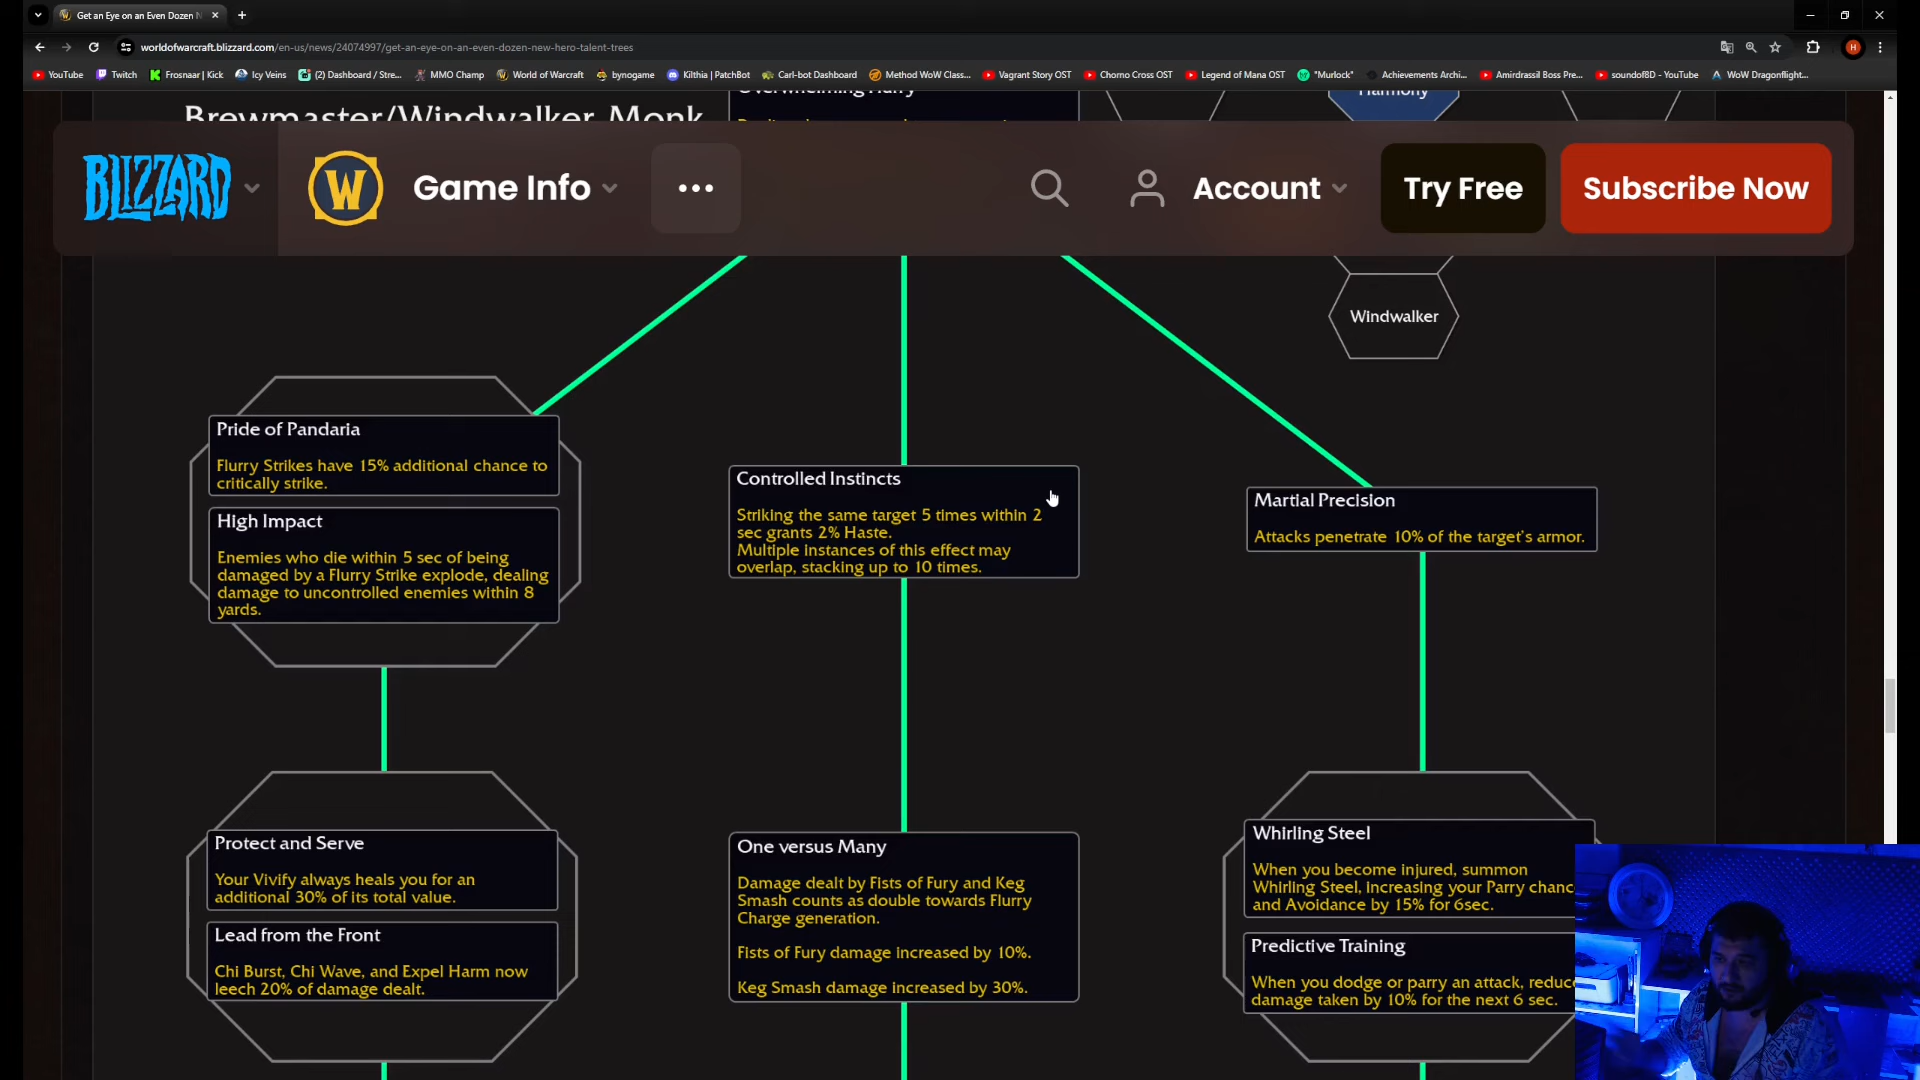 Get an Eye on an Even Dozen N
worldofwarcraft.blizzard.com/en-us/news/24074997/get-an-eye-on-an-even-dozen-new-hero-talent-trees
H
YouTube
Twitch
Frosnaar | Kick
Icy Veins
(2) Dashboard / Stre...
MMO Champ
World of Warcraft
bynogame
Kilthia | PatchBot
Carl-bot Dashboard
Method WoW Clas...
Vagrant Story OST
Chorno Cross OST
Legend of Mana OST
"Murlock"
Achievements Archi...
Amirdrassil Boss Pre...
soundofBD - YouTube
WoW Dragonflight...
Brewmaster/Windwalker Monk
Overwhelming Flurry
Harmony
BLIZZARD
W
Game Info
Account
Try Free
Subscribe Now
Windwalker
Pride of Pandaria
Flurry Strikes have 15% additional chance to
critically strike.
High Impact
Enemies who die within 5 sec of being
damaged by a Flurry Strike explode, dealing
damage to uncontrolled enemies within 8
yards.
Controlled Instincts
Striking the same target 5 times within 2
sec grants 2% Haste.
Multiple instances of this effect may
overlap, stacking up to 10 times.
Martial Precision
Attacks penetrate 10% of the target's armor.
Protect and Serve
Your Vivify always heals you for an
additional 30% of its total value.
Lead from the Front
Chi Burst, Chi Wave, and Expel Harm now
leech 20% of damage dealt.
One versus Many
Damage dealt by Fists of Fury and Keg
Smash counts as double towards Flurry
Charge generation.
Fists of Fury damage increased by 10%.
Keg Smash damage increased by 30%.
Whirling Steel
When you become injured, summon
Whirling Steel, increasing your Parry chanc
and Avoidance by 15% for 6sec.
Predictive Training
When you dodge or parry an attack, reduc
damage taken by 10% for the next 6 sec.